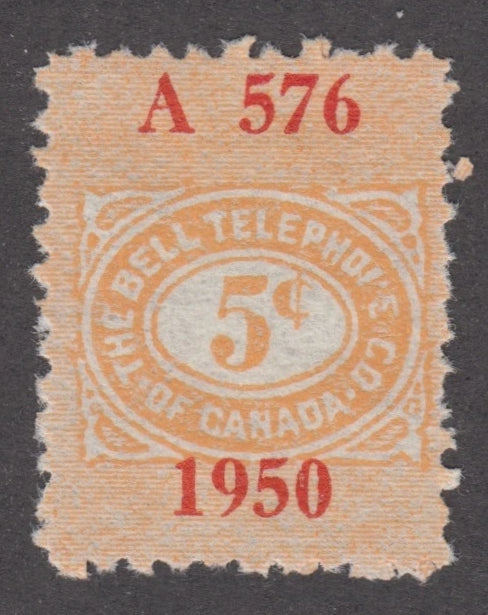 A 576
THE BELL TELEPHONE CO.
5¢
OF CANADA
1950